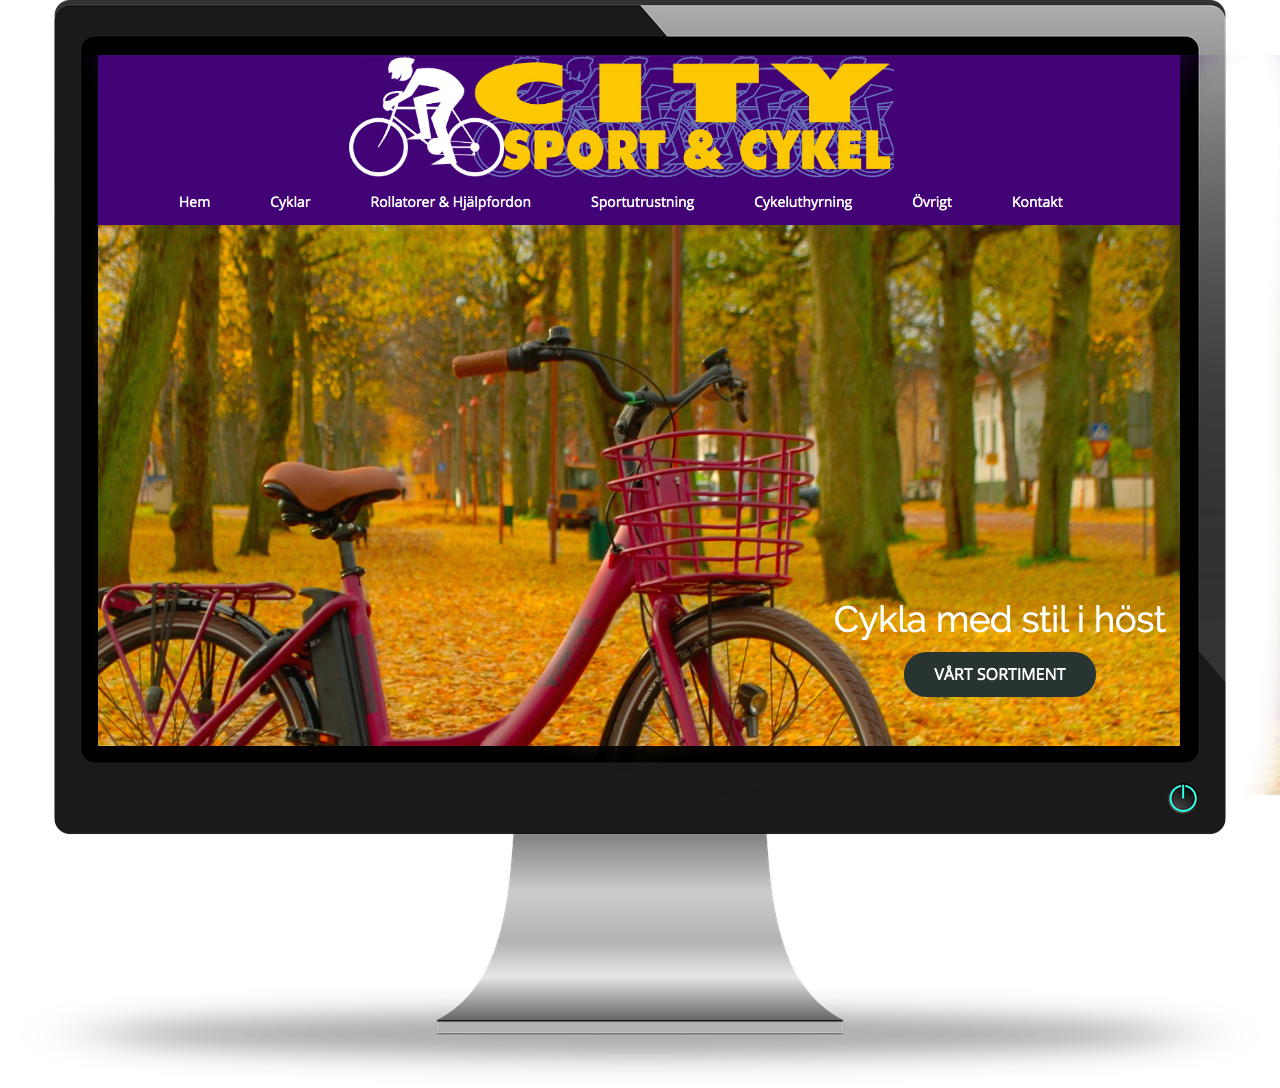 CITY
SPORT & CYKEL
Hem Cyklar Rollatorer & Hjälpfordon Sportutrustning Cykeluthyrning Övrigt Kontakt
Cykla med stil i höst
VÅRT SORTIMENT